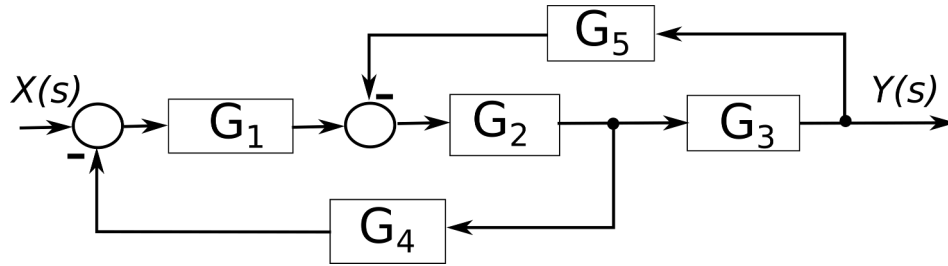 G₅
X(s)
Y(s)
-
G₁
G₂
G₃
-
G₄